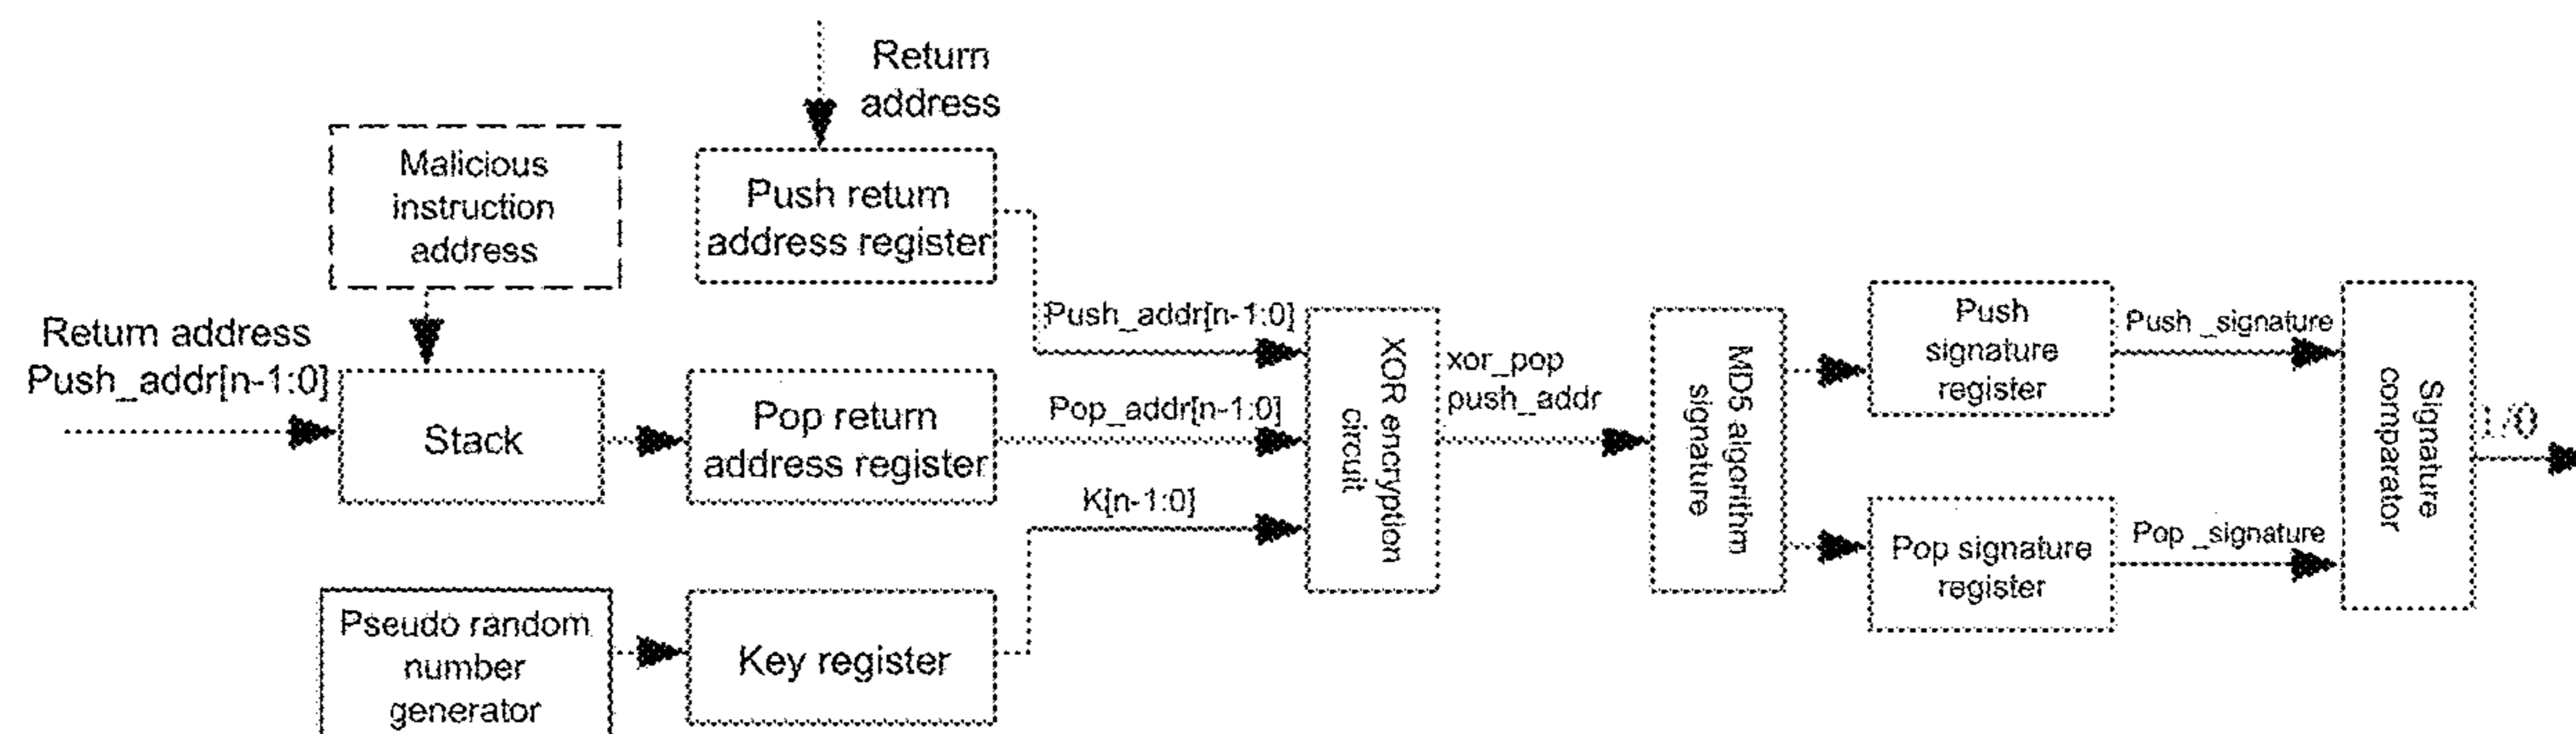 Return
address
Malicious
instruction
address
Push return
address register
Return address
Push_addr[n-1:0]
Stack
Pop return
address register
Pseudo random
number
generator
Key register
Push_addr[n-1:0]
Pop_addr[n-1:0]
K[n-1:0]
XOR encryption
circuit
xor_pop
push_addr
MD5 algorithm
signature
Push
signature
register
Pop signature
register
Push _signature
Pop _signature
Signature
comparator
1/0